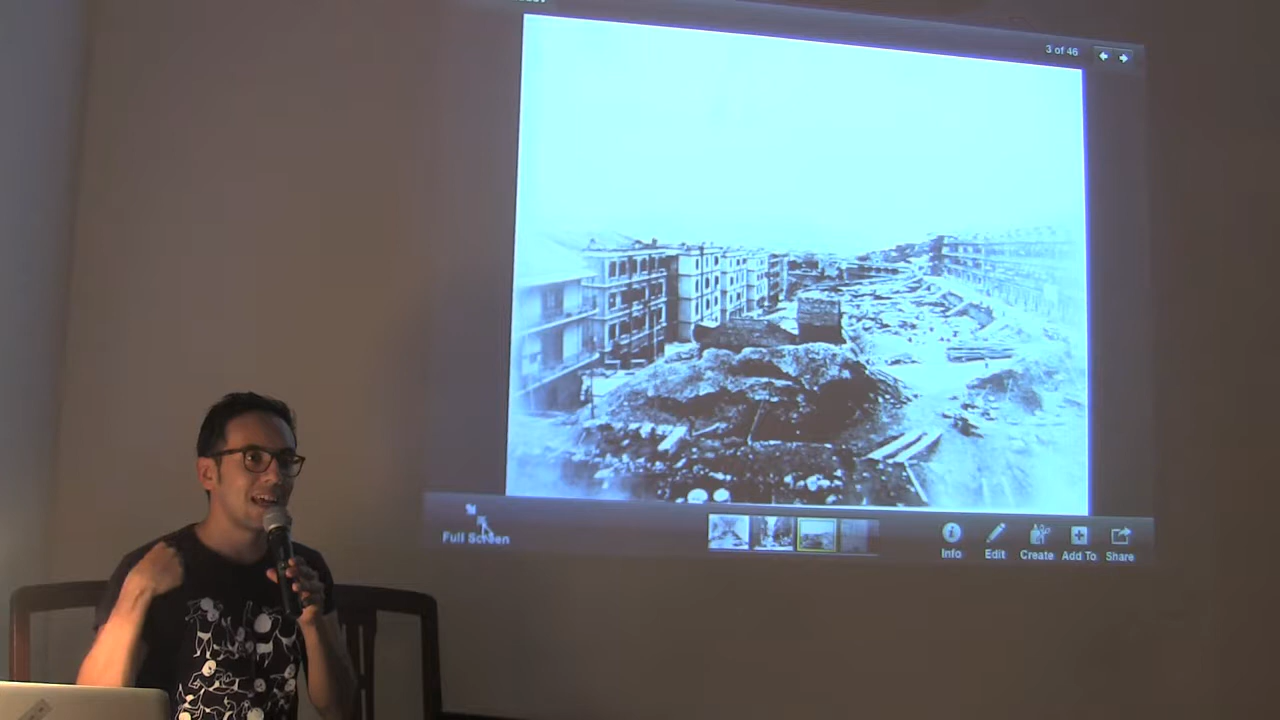 3 of 46
Full Screen
Info
Edit
Create
Add To
Share